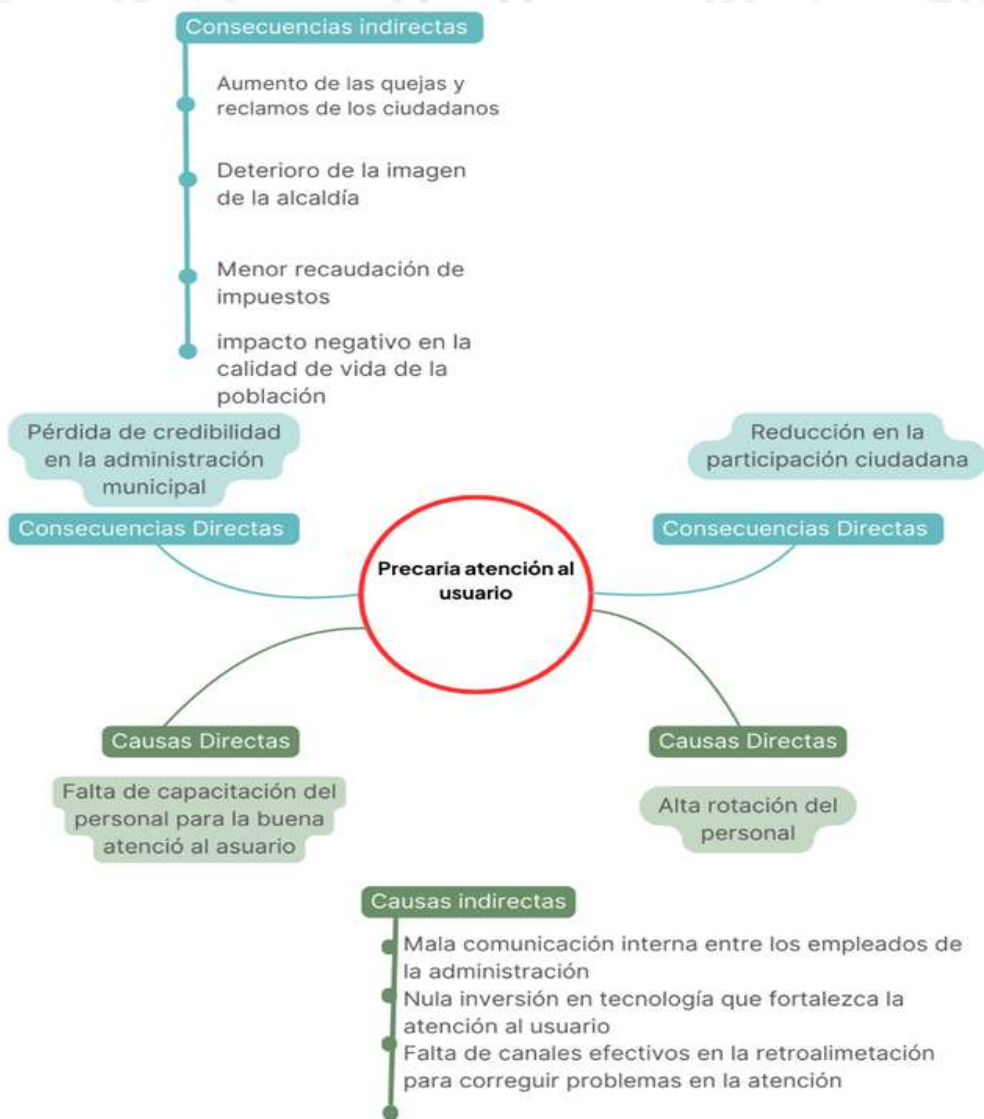 Consecuencias indirectas
Aumento de las quejas y
reclamos de los ciudadanos
Deterioro de la imagen
de la alcaldía
Menor recaudación de
impuestos
impacto negativo en la
calidad de vida de la
población
Pérdida de credibilidad
en la administración
municipal
Consecuencias Directas
Reducción en la
participación ciudadana
Consecuencias Directas
Precaria atención al
usuario
Causas Directas
Falta de capacitación del
personal para la buena
atenció al asuario
Causas Directas
Alta rotación del
personal
Causas indirectas
Mala comunicación interna entre los empleados de
la administración
Nula inversión en tecnología que fortalezca la
atención al usuario
Falta de canales efectivos en la retroalimetación
para correguir problemas en la atención